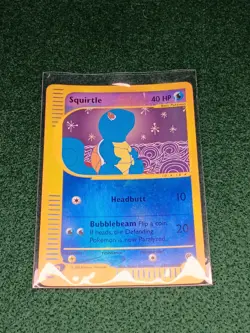 Squirtle 40 HP
Headbutt 10
Bubblebeam Flip a coin.
If heads, the Defending 20
Pokémon is now Paralyzed.